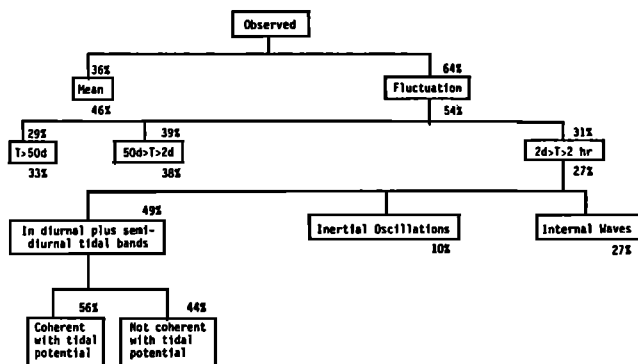 Observed
36%
64%
Mean
Fluctuation
46%
54%
29%
39%
31%
T>50d
50d>T>2d
2d>T>2 hr
33%
38%
27%
49%
In diurnal plus semi-
diurnal tidal bands
Inertial Oscillations
Internal Waves
10%
27%
56%
44%
Coherent
with tidal
potential
Not coherent
with tidal
potential